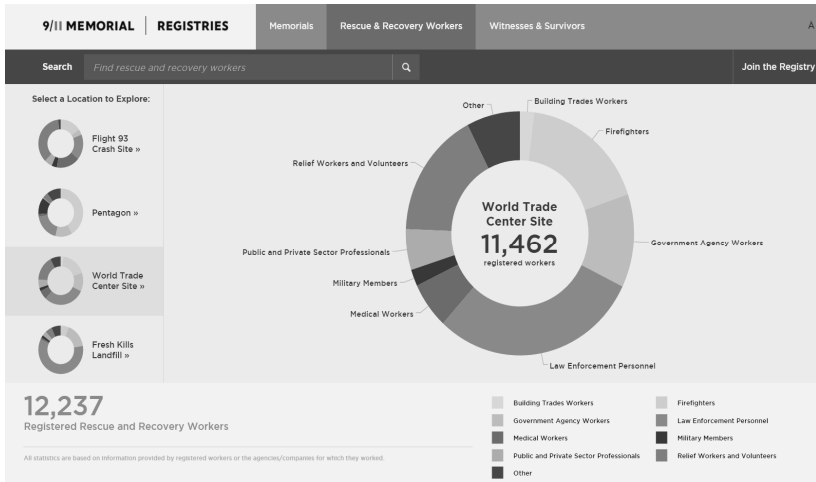 9/11 MEMORIAL | REGISTRIES
Memorials
Rescue & Recovery Workers
Witnesses & Survivors
A
Search
Find rescue and recovery workers
Join the Registry
Select a Location to Explore:
Flight 93
Crash Site »
Pentagon »
World Trade
Center Site »
Fresh Kills
Landfill »
Other
Building Trades Workers
Firefighters
Relief Workers and Volunteers
Government Agency Workers
Public and Private Sector Professionals
Military Members
Medical Workers
Law Enforcement Personnel
World Trade
Center Site
11,462
registered workers
12,237
Registered Rescue and Recovery Workers
All statistics are based on information provided by registered workers or the agencies/companies for which they worked.
Building Trades Workers
Firefighters
Government Agency Workers
Law Enforcement Personnel
Medical Workers
Military Members
Public and Private Sector Professionals
Relief Workers and Volunteers
Other